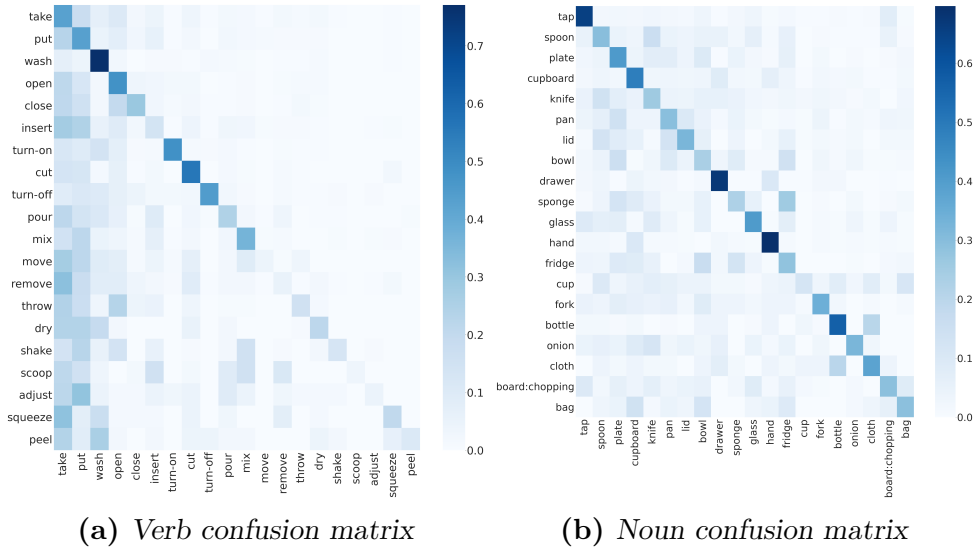 take
put
wash
open
close
insert
turn-on
cut
turn-off
pour
mix
move
remove
throw
dry
shake
scoop
adjust
squeeze
peel
take put wash open close insert turn-on cut turn-off pour mix move remove throw dry shake scoop adjust squeeze peel
0.7
0.6
0.5
0.4
0.3
0.2
0.1
0.0
(a) Verb confusion matrix
tap
spoon
plate
cupboard
knife
pan
lid
bowl
drawer
sponge
glass
hand
fridge
cup
fork
bottle
onion
cloth
board:chopping
bag
tap spoon plate cupboard knife pan lid bowl drawer sponge glass hand fridge cup fork bottle onion cloth board:chopping bag
0.6
0.5
0.4
0.3
0.2
0.1
0.0
(b) Noun confusion matrix